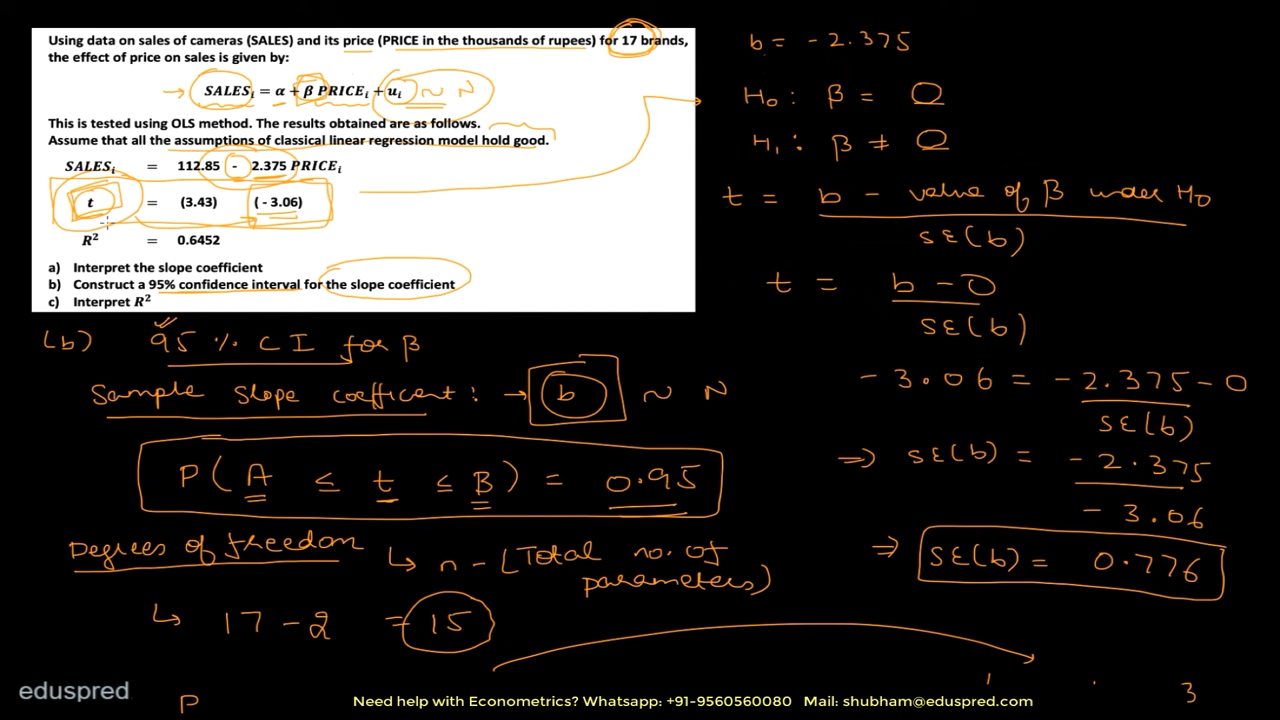 Using data on sales of cameras (SALES) and its price (PRICE in the thousands of rupees) for 17 brands,
the effect of price on sales is given by:
SALESᵢ = α + β PRICEᵢ + uᵢ ~ N
This is tested using OLS method. The results obtained are as follows.
Assume that all the assumptions of classical linear regression model hold good.
SALESᵢ = 112.85 - 2.375 PRICEᵢ
t = (3.43) ( - 3.06)
R² = 0.6452
a) Interpret the slope coefficient
b) Construct a 95% confidence interval for the slope coefficient
c) Interpret R²
(b) 95 % CI for β
Sample slope coefficent : → b ~ N
P ( A ≤ t ≤ B ) = 0.95
Degrees of freedom ↳ n - [Total no. of
parameters)
↳ 17 - 2 = 15
P
b = -2.375
H₀ : β = 0
H₁ : β ≠ 0
t = b - value of β under H₀
SE(b)
t = b - 0
SE(b)
- 3.06 = -2.375 - 0
SE(b)
⇒ SE(b) = -2.375
- 3.06
⇒ SE(b) = 0.776
3
eduspred
Need help with Econometrics? Whatsapp: +91-9560560080 Mail: shubham@eduspred.com